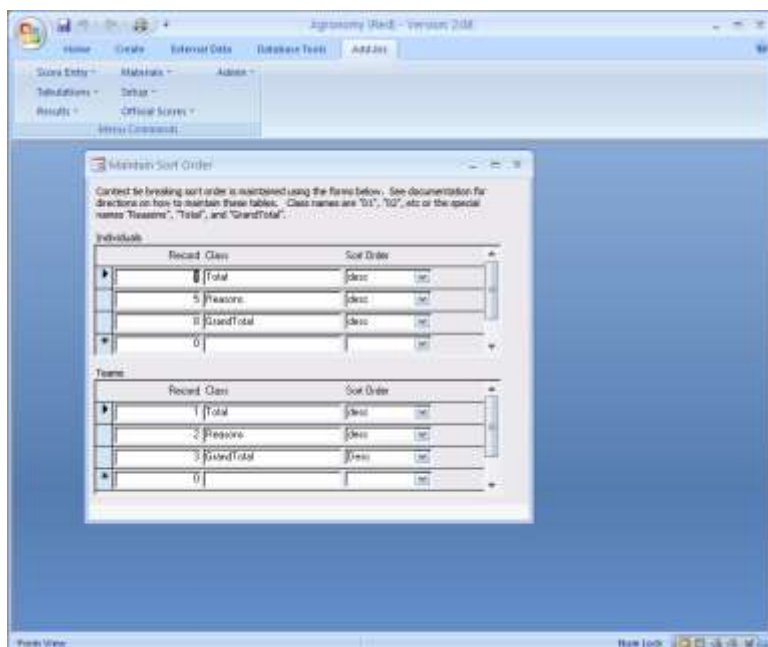 Agronomy (Red) - Version 2.08
Home Create External Data Database Tools Add-Ins
Score Entry Materials Admin
Tabulations Setup
Results Official Scores
Menu Commands
Maintain Sort Order
Contest tie breaking sort order is maintained using the forms below. See documentation for
directions on how to maintain these tables. Class names are "01", "02", etc or the special
names "Reasons", "Total", and "GrandTotal".
Individuals
Record Class Sort Order
Total desc
5 Reasons desc
8 GrandTotal desc
0
Teams
Record Class Sort Order
1 Total desc
2 Reasons desc
3 GrandTotal Desc
0
Form View Num Lock